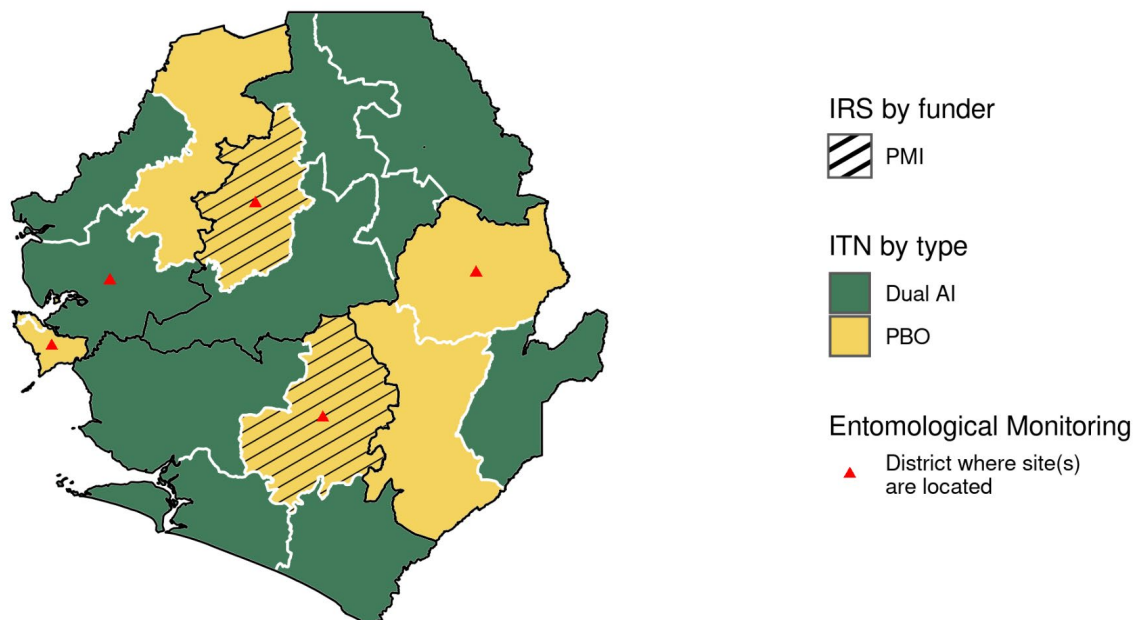 IRS by funder
PMI
ITN by type
Dual AI
PBO
Entomological Monitoring
District where site(s)
are located